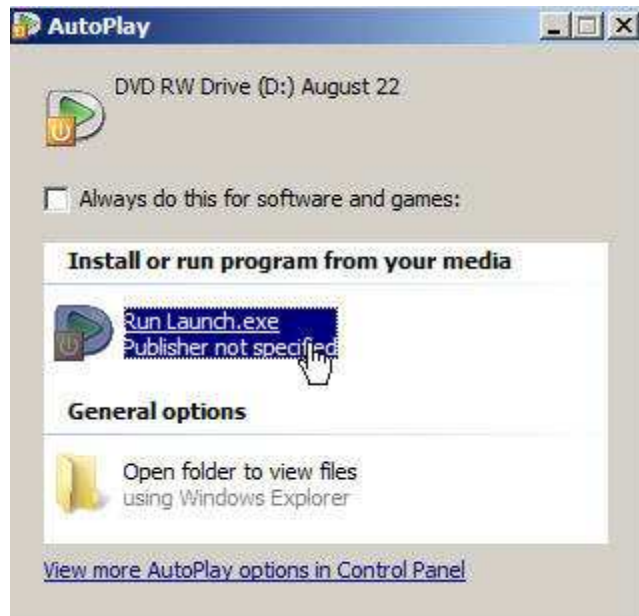 AutoPlay
DVD RW Drive (D:) August 22
Always do this for software and games:
Install or run program from your media
Run Launch.exe
Publisher not specified
General options
Open folder to view files
using Windows Explorer
View more AutoPlay options in Control Panel